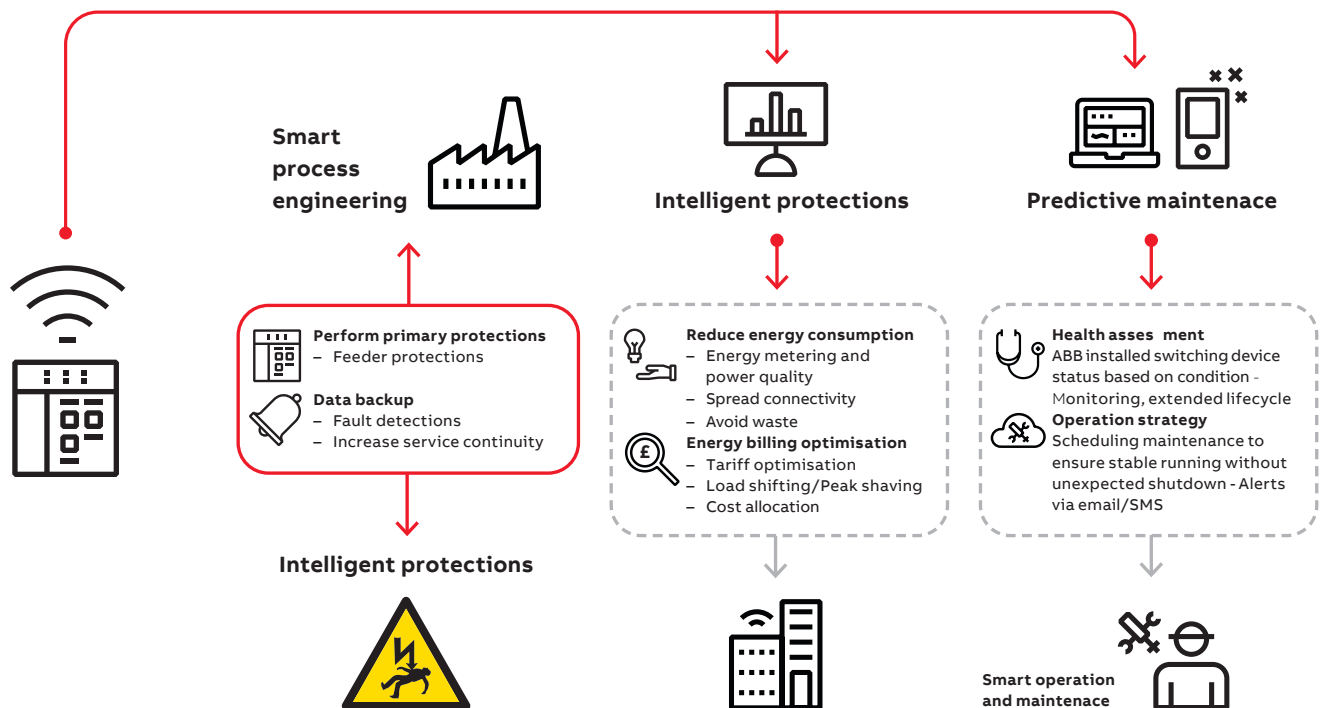 Smart
process
engineering
Perform primary protections
– Feeder protections
Data backup
– Fault detections
– Increase service continuity
Intelligent protections
Intelligent protections
Reduce energy consumption
– Energy metering and
power quality
– Spread connectivity
– Avoid waste
£
Energy billing optimisation
– Tariff optimisation
– Load shifting/Peak shaving
– Cost allocation
Predictive maintenace
Health asses ment
ABB installed switching device
status based on condition -
Monitoring, extended lifecycle
Operation strategy
Scheduling maintenance to
ensure stable running without
unexpected shutdown - Alerts
via email/SMS
Smart operation
and maintenace